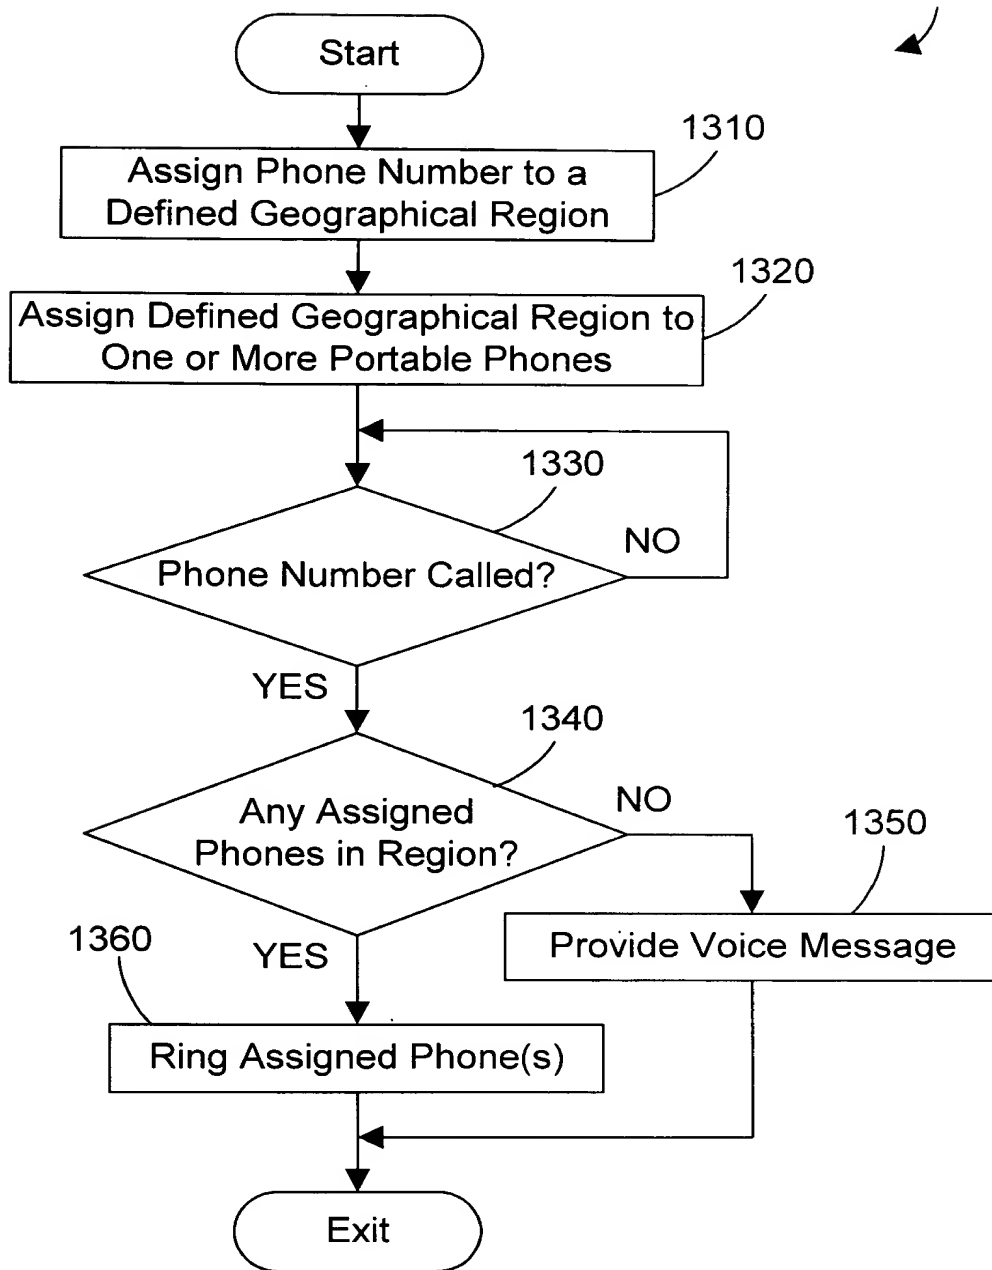 Start
1310
Assign Phone Number to a
Defined Geographical Region
1320
Assign Defined Geographical Region to
One or More Portable Phones
1330
NO
Phone Number Called?
YES
1340
NO
Any Assigned
Phones in Region?
1350
1360
YES
Provide Voice Message
Ring Assigned Phone(s)
Exit